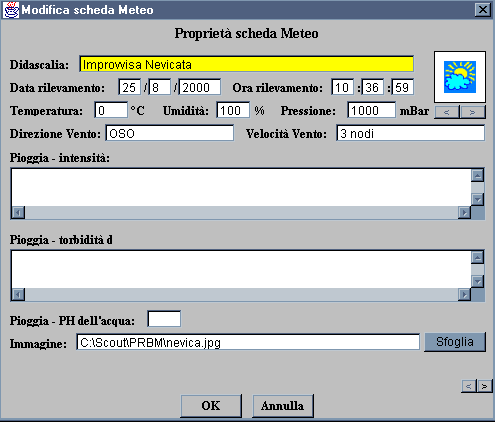 Modifica scheda Meteo
Proprietà scheda Meteo
Didascalia: Improvvisa Nevicata
Data rilevamento: 25 / 8 / 2000 Ora rilevamento: 10 : 36 : 59
Temperatura: 0 °C Umidità: 100 % Pressione: 1000 mBar < >
Direzione Vento: OSO Velocità Vento: 3 nodi
Pioggia - intensità:
Pioggia - torbidità d
Pioggia - PH dell'acqua:
Immagine: C:\Scout\PRBM\nevica.jpg Sfoglia
< >
OK Annulla